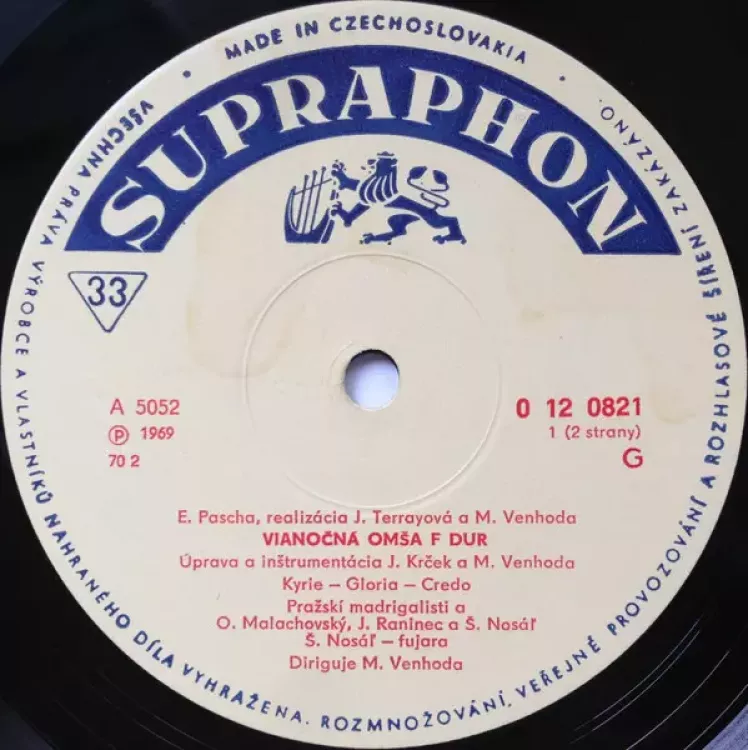 MADE IN CZECHOSLOVAKIA
SUPRAPHON
33
A 5052
Ⓟ 1969
70 2
0 12 0821
1 (2 strany)
G
E. Pascha, realizácia J. Terrayová a M. Venhoda
VIANOČNÁ OMŠA F DUR
Úprava a inštrumentácia J. Krček a M. Venhoda
Kyrie – Gloria – Credo
Pražskí madrigalisti a
O. Malachovský, J. Raninec a Š. Nosáľ
Š. Nosáľ – fujara
Diriguje M. Venhoda
VŠECHNA PRÁVA VÝROBCE A VLASTNÍKŮ NAHRANÉHO DÍLA VYHRAŽENA. ROZMNOŽOVÁNÍ, VEŘEJNÉ PROVOZOVÁNÍ A ROZHLASOVÉ ŠÍŘENÍ ZAKÁZÁNO.